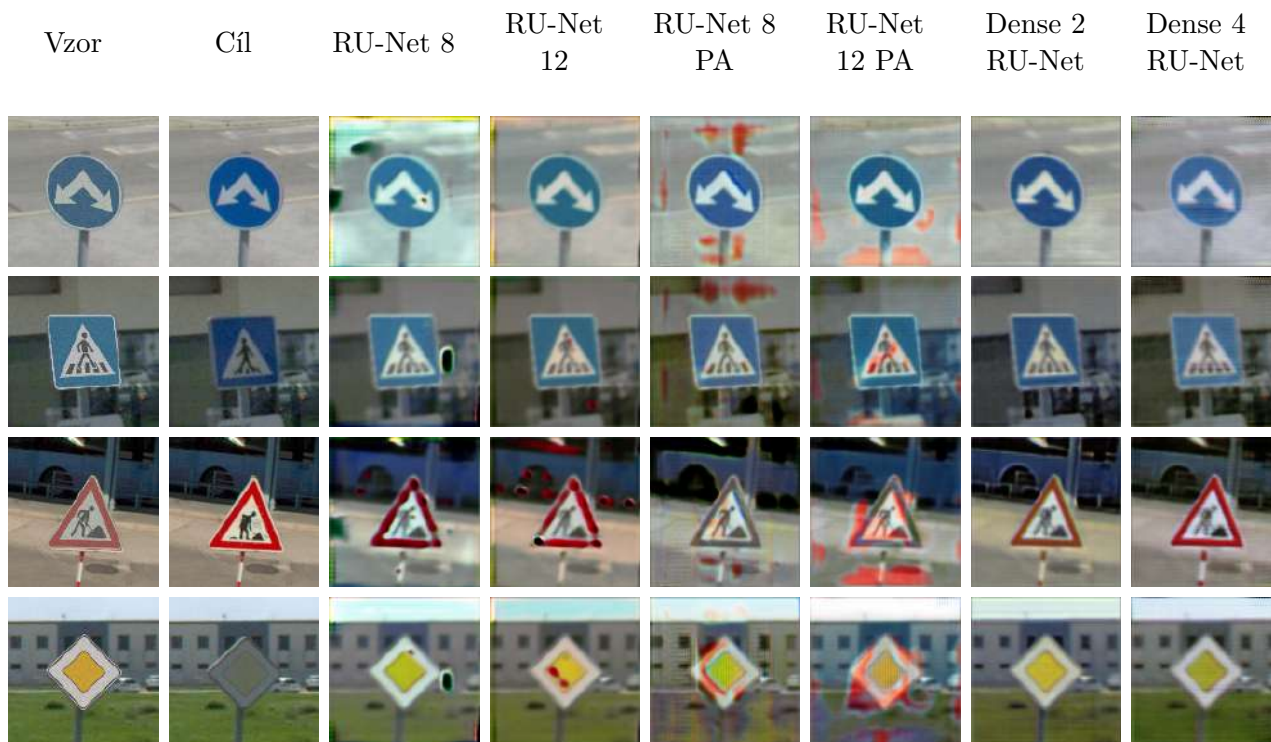 Vzor
Cíl
RU-Net 8
RU-Net
12
RU-Net 8
PA
RU-Net
12 PA
Dense 2
RU-Net
Dense 4
RU-Net